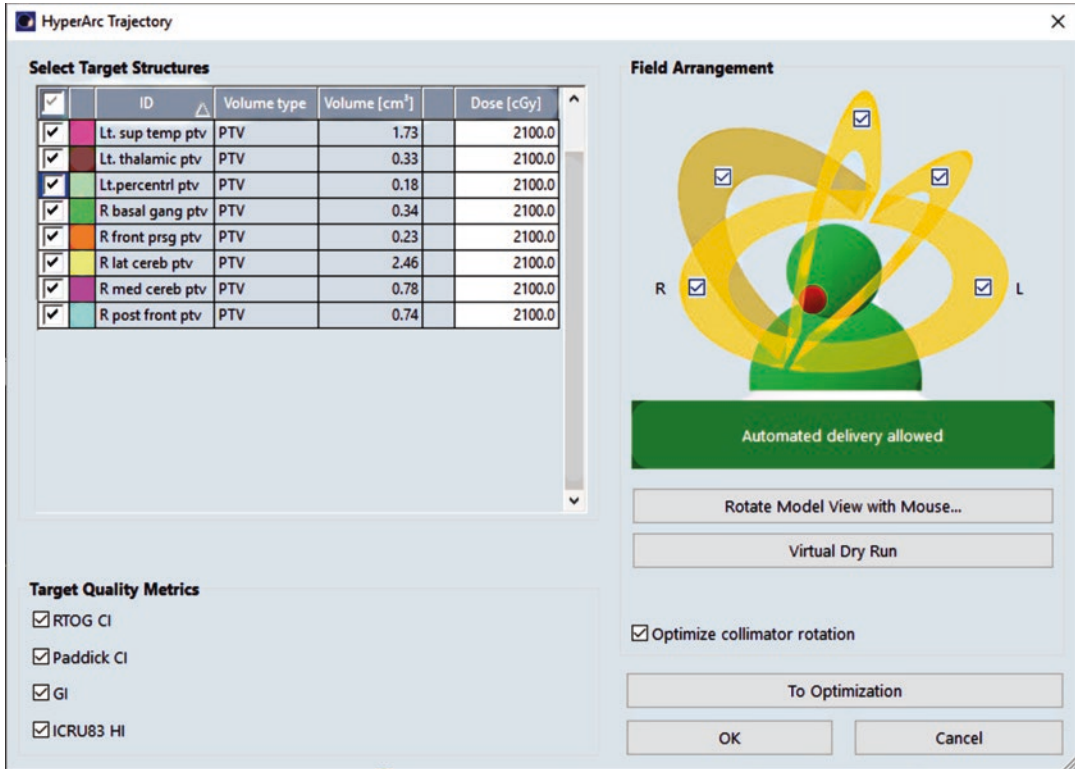 HyperArc Trajectory
Select Target Structures
ID Volume type Volume [cm³] Dose [cGy]
Lt. sup temp ptv PTV 1.73 2100.0
Lt. thalamic ptv PTV 0.33 2100.0
Lt.percentrl ptv PTV 0.18 2100.0
R basal gang ptv PTV 0.34 2100.0
R front prsg ptv PTV 0.23 2100.0
R lat cereb ptv PTV 2.46 2100.0
R med cereb ptv PTV 0.78 2100.0
R post front ptv PTV 0.74 2100.0
Target Quality Metrics
RTOG CI
Paddick CI
GI
ICRU83 HI
Field Arrangement
R L
Automated delivery allowed
Rotate Model View with Mouse...
Virtual Dry Run
Optimize collimator rotation
To Optimization
OK Cancel